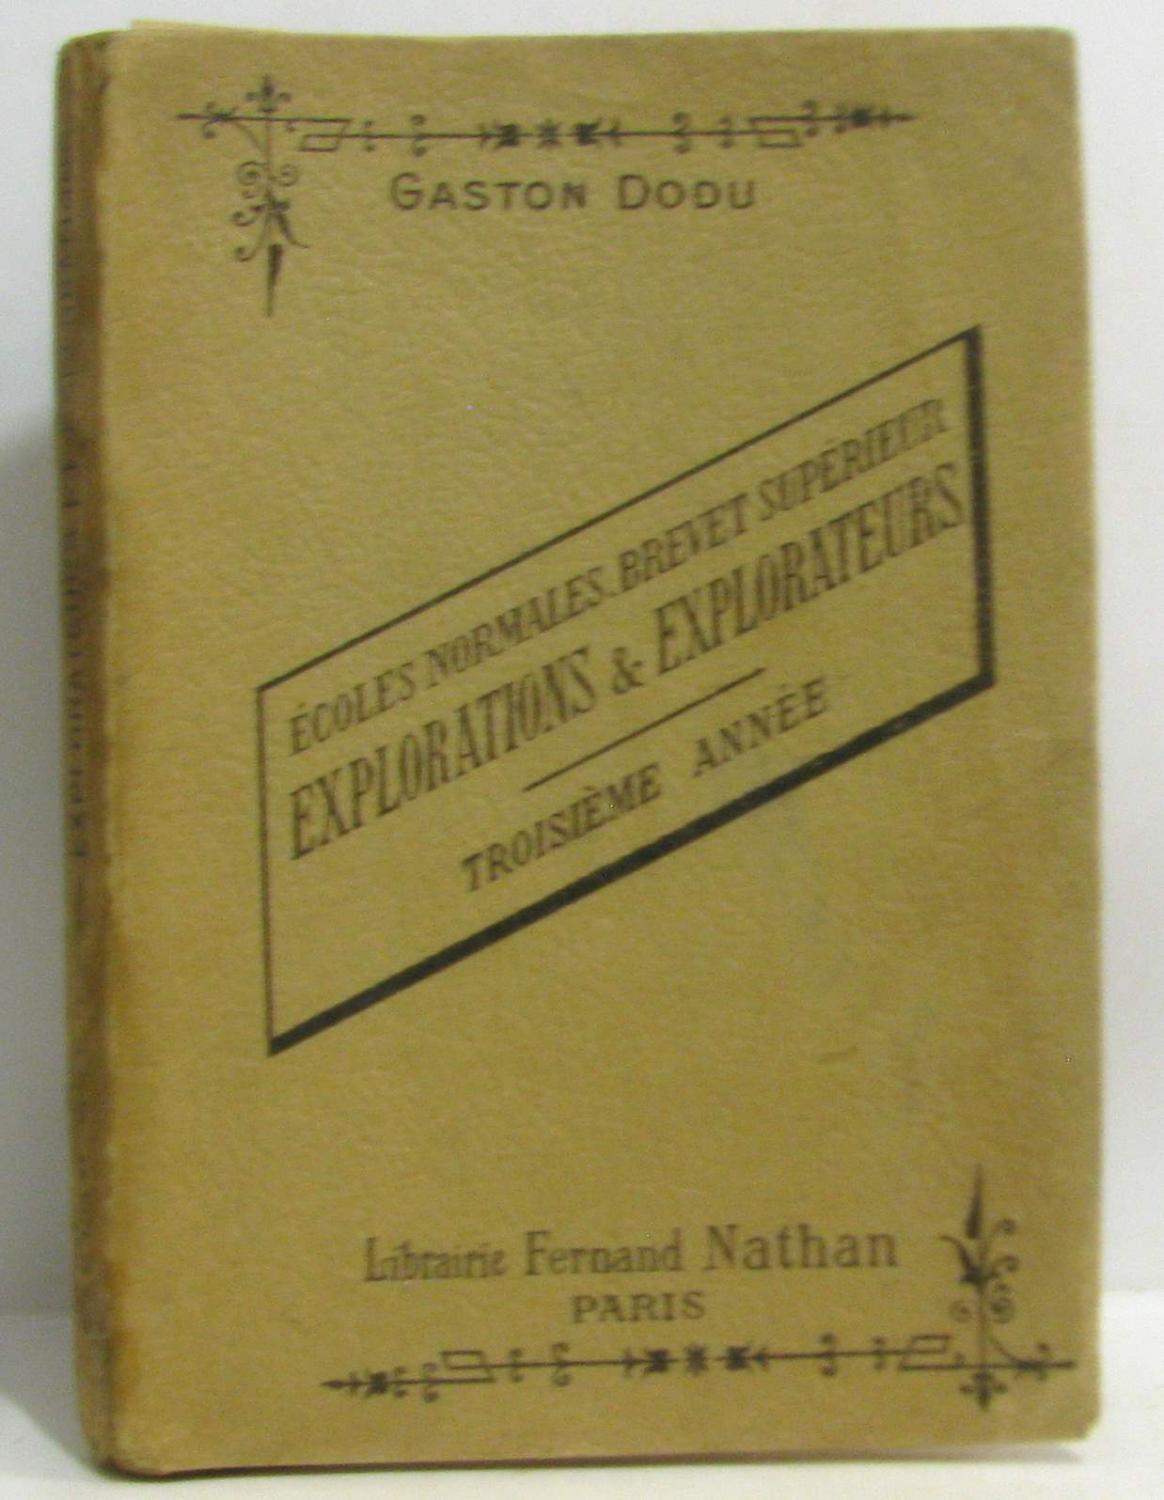 GASTON DODU
ÉCOLES NORMALES. BREVET SUPÉRIEUR
EXPLORATIONS & EXPLORATEURS
TROISIÈME ANNÉE
Librairie Fernand Nathan
PARIS